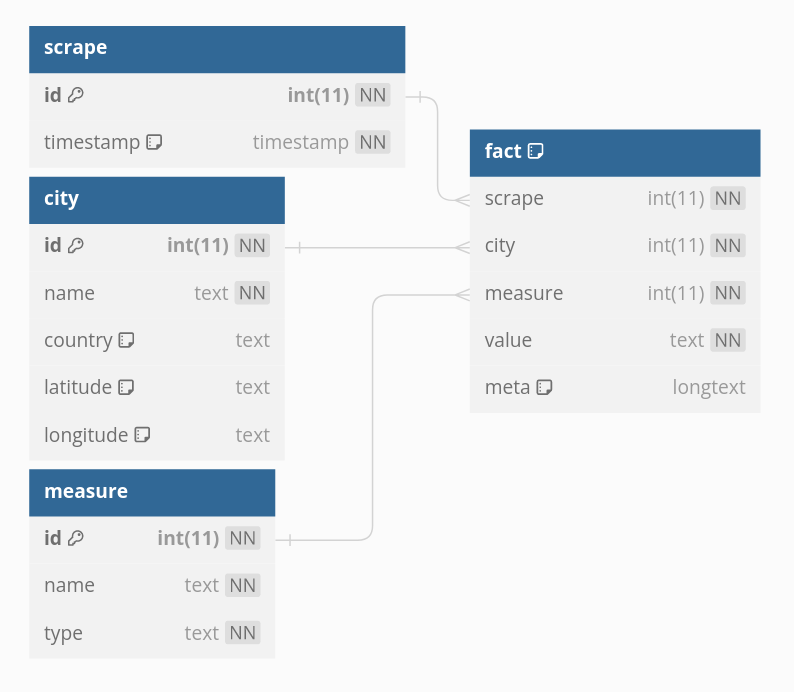 scrape
id int(11) NN
timestamp timestamp NN
city
id int(11) NN
name text NN
country text
latitude text
longitude text
measure
id int(11) NN
name text NN
type text NN
fact
scrape int(11) NN
city int(11) NN
measure int(11) NN
value text NN
meta longtext